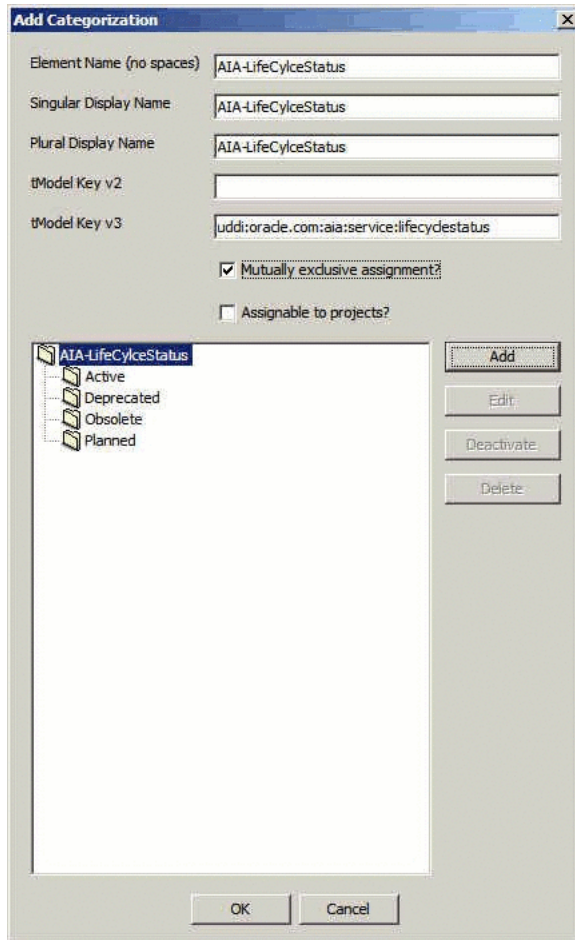 Add Categorization
Element Name (no spaces) AIA-LifeCylceStatus
Singular Display Name AIA-LifeCylceStatus
Plural Display Name AIA-LifeCylceStatus
tModel Key v2
tModel Key v3 uddi:oracle.com:aia:service:lifecyclestatus
Mutually exclusive assignment?
Assignable to projects?
AIA-LifeCylceStatus
Add
Active
Deprecated
Edit
Obsolete
Planned
Deactivate
Delete
OK Cancel